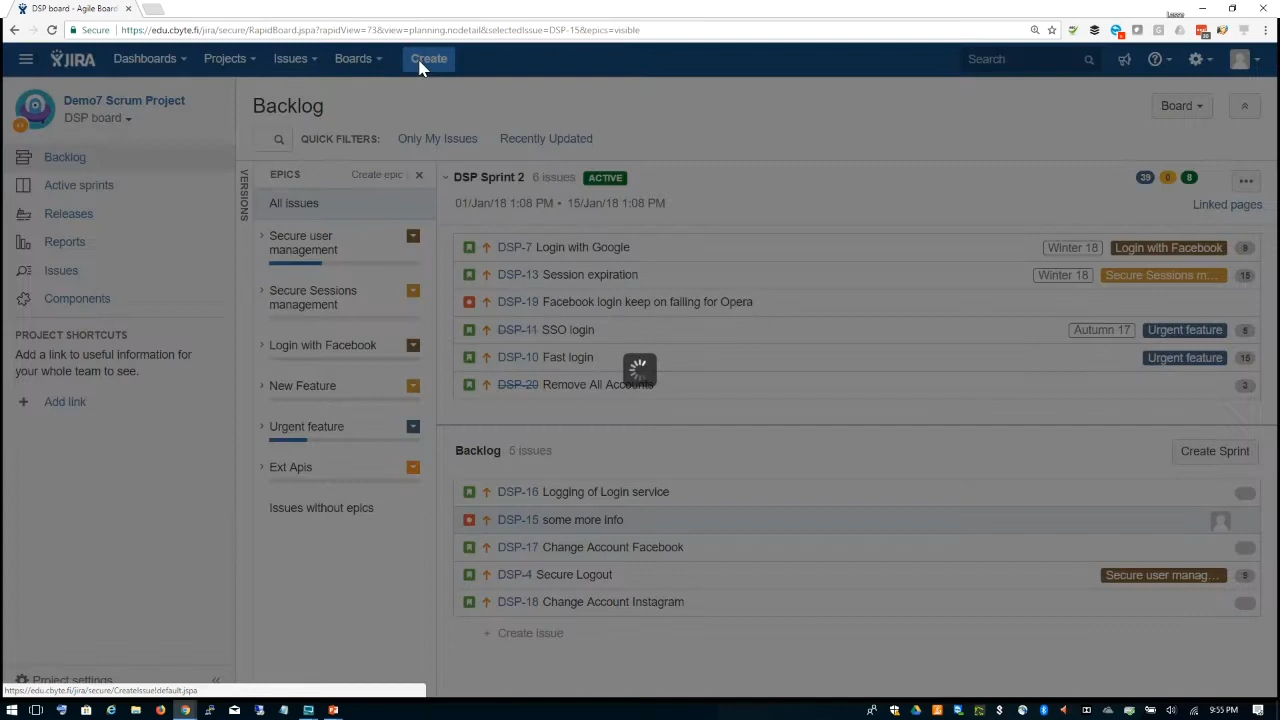 DSP board - Agile Board
Lessons
Secure
https://edu.cbyte.fi/jira/secure/RapidBoard.jspa?rapidView=73&view=planning.nodetail&selectedIssue=DSP-15&epics=visible
JIRA
Dashboards
Projects
Issues
Boards
Create
Search
Demo7 Scrum Project
DSP board
Backlog
Active sprints
Releases
Reports
Issues
Components
PROJECT SHORTCUTS
Add a link to useful information for
your whole team to see.
+ Add link
Project settings
https://edu.cbyte.fi/jira/secure/CreateIssue!default.jspa
Backlog
Board
QUICK FILTERS: Only My Issues Recently Updated
VERSIONS
EPICS Create epic
All issues
Secure user
management
Secure Sessions
management
Login with Facebook
New Feature
Urgent feature
Ext Apis
Issues without epics
DSP Sprint 2 6 issues ACTIVE 39 0 8
01/Jan/18 1:08 PM • 15/Jan/18 1:08 PM
Linked pages
DSP-7 Login with Google Winter 18 Login with Facebook 8
DSP-13 Session expiration Winter 18 Secure Sessions m... 15
DSP-19 Facebook login keep on failing for Opera
DSP-11 SSO login Autumn 17 Urgent feature 5
DSP-10 Fast login Urgent feature 15
DSP-20 Remove All Accounts 3
Backlog 5 issues Create Sprint
DSP-16 Logging of Login service
DSP-15 some more info
DSP-17 Change Account Facebook
DSP-4 Secure Logout Secure user manag... 9
DSP-18 Change Account Instagram
+ Create issue
9:55 PM